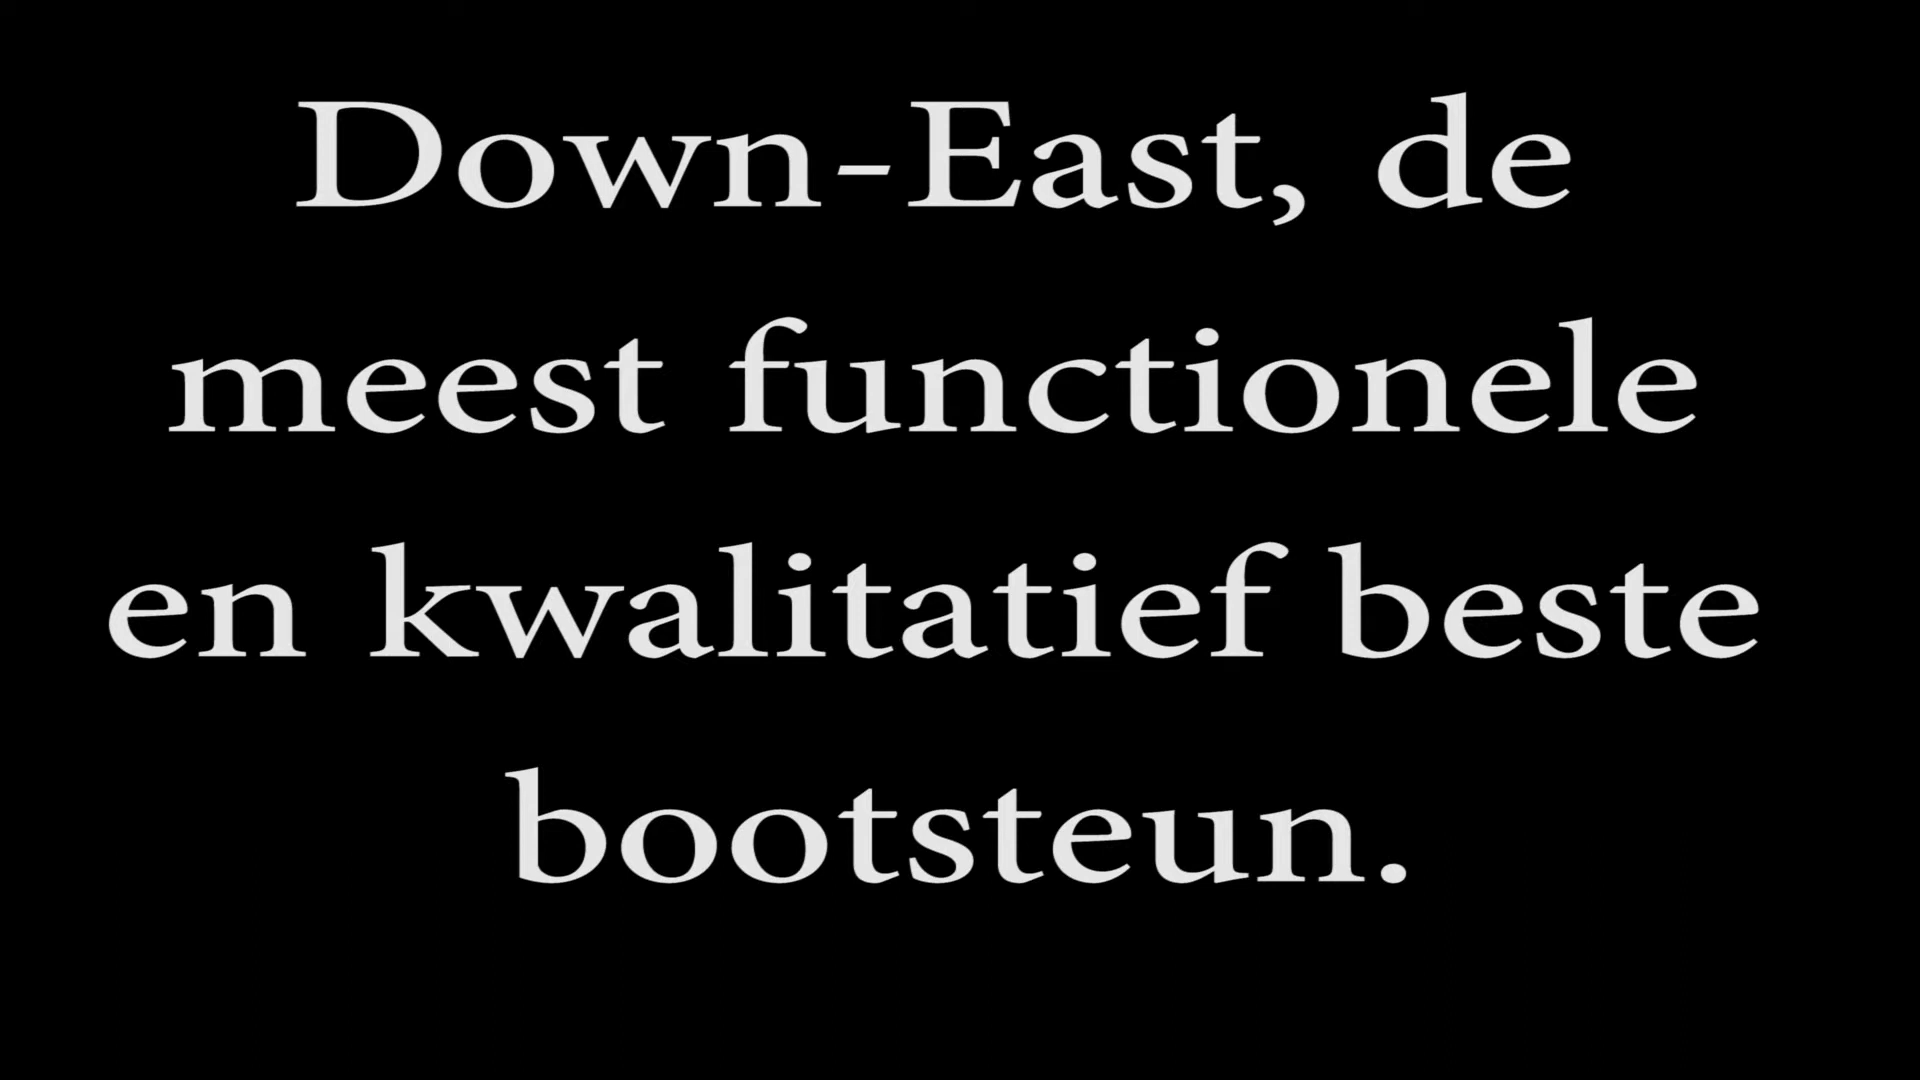 Down-East, de
meest functionele
en kwalitatief beste
bootsteun.